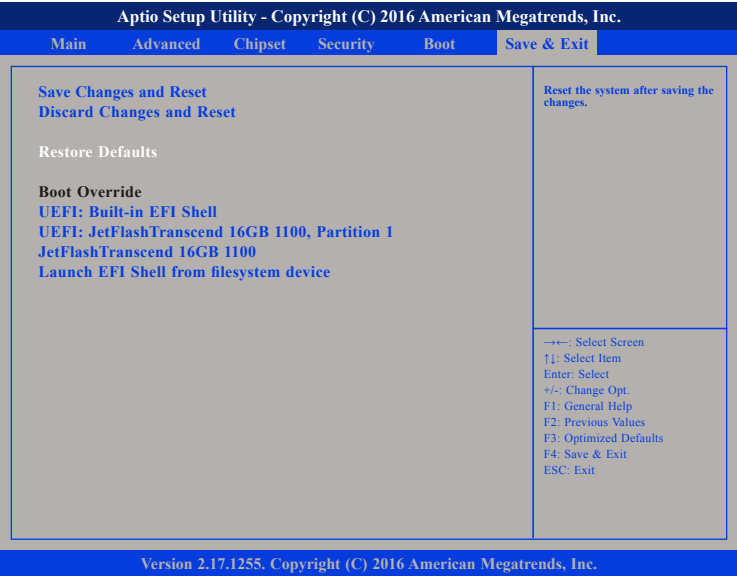 Aptio Setup Utility - Copyright (C) 2016 American Megatrends, Inc.
Main Advanced Chipset Security Boot Save & Exit
Save Changes and Reset
Discard Changes and Reset
Restore Defaults
Boot Override
UEFI: Built-in EFI Shell
UEFI: JetFlashTranscend 16GB 1100, Partition 1
JetFlashTranscend 16GB 1100
Launch EFI Shell from filesystem device
Reset the system after saving the
changes.
→←: Select Screen
↑↓: Select Item
Enter: Select
+/-: Change Opt.
F1: General Help
F2: Previous Values
F3: Optimized Defaults
F4: Save & Exit
ESC: Exit
Version 2.17.1255. Copyright (C) 2016 American Megatrends, Inc.